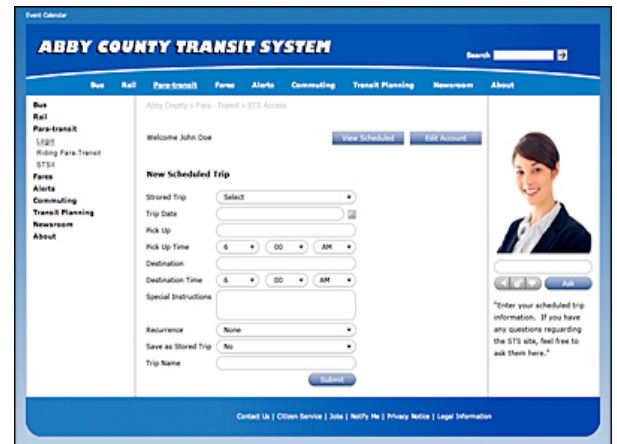 Event Calendar
ABBY COUNTY TRANSIT SYSTEM
Search
Bus Rail Para-transit Fares Alerts Commuting Transit Planning Newsroom About
Bus
Rail
Para-transit
Login
Riding Para-Transit
STSi
Fares
Alerts
Commuting
Transit Planning
Newsroom
About
Abby County > Para - Transit > STS Access
Welcome John Doe
View Scheduled
Edit Account
New Scheduled Trip
Strored Trip Select
Trip Date
Pick Up
Pick Up Time 6 00 AM
Destination
Destination Time 6 00 AM
Special Instructions
Recurrence None
Save as Stored Trip No
Trip Name
Submit
Ask
"Enter your scheduled trip
information. If you have
any questions reguarding
the STS site, feel free to
ask them here."
Contact Us | Citizen Service | Jobs | Notify Me | Privacy Notice | Legal Information